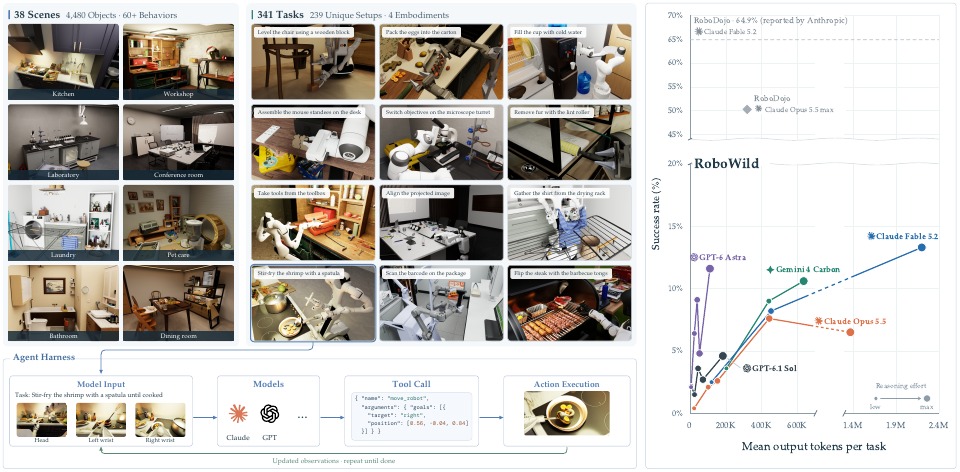 38 Scenes 4,480 Objects · 60+ Behaviors
Kitchen
Workshop
Laboratory
Conference room
Laundry
Pet care
Bathroom
Dining room
341 Tasks 239 Unique Setups · 4 Embodiments
Level the chair using a wooden block
Pack the eggs into the carton
Fill the cup with cold water
Assemble the mouse standees on the desk
Switch objectives on the microscope turret
Remove fur with the lint roller
Take tools from the toolbox
Align the projected image
Gather the shirt from the drying rack
Stir-fry the shrimp with a spatula
Scan the barcode on the package
Flip the steak with the barbecue tongs
Agent Harness
Model Input
Task: Stir-fry the shrimp with a spatula until cooked
Head
Left wrist
Right wrist
Models
Claude
GPT
...
Tool Call
{ "name": "move_robot",
"arguments": { "goals": [{
"target": "right",
"position": [0.56, -0.04, 0.84]
}] } }
Action Execution
Updated observations · repeat until done
70%
65%
60%
55%
50%
45%
20%
15%
10%
5%
0%
Success rate (%)
RoboDojo · 64.9% (reported by Anthropic)
Claude Fable 5.2
RoboDojo
Claude Opus 5.5 max
RoboWild
GPT-6 Astra
Gemini 4 Carbon
Claude Fable 5.2
Claude Opus 5.5
GPT-6.1 Sol
Reasoning effort
low
max
0
200K
400K
600K
1.4M
1.9M
2.4M
Mean output tokens per task